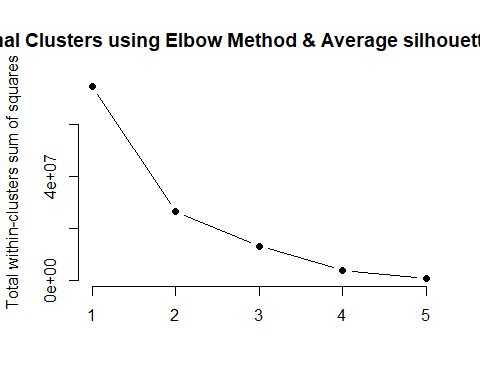 nal Clusters using Elbow Method & Average silhouett
Total within-clusters sum of squares
4e+07
0e+00
1 2 3 4 5